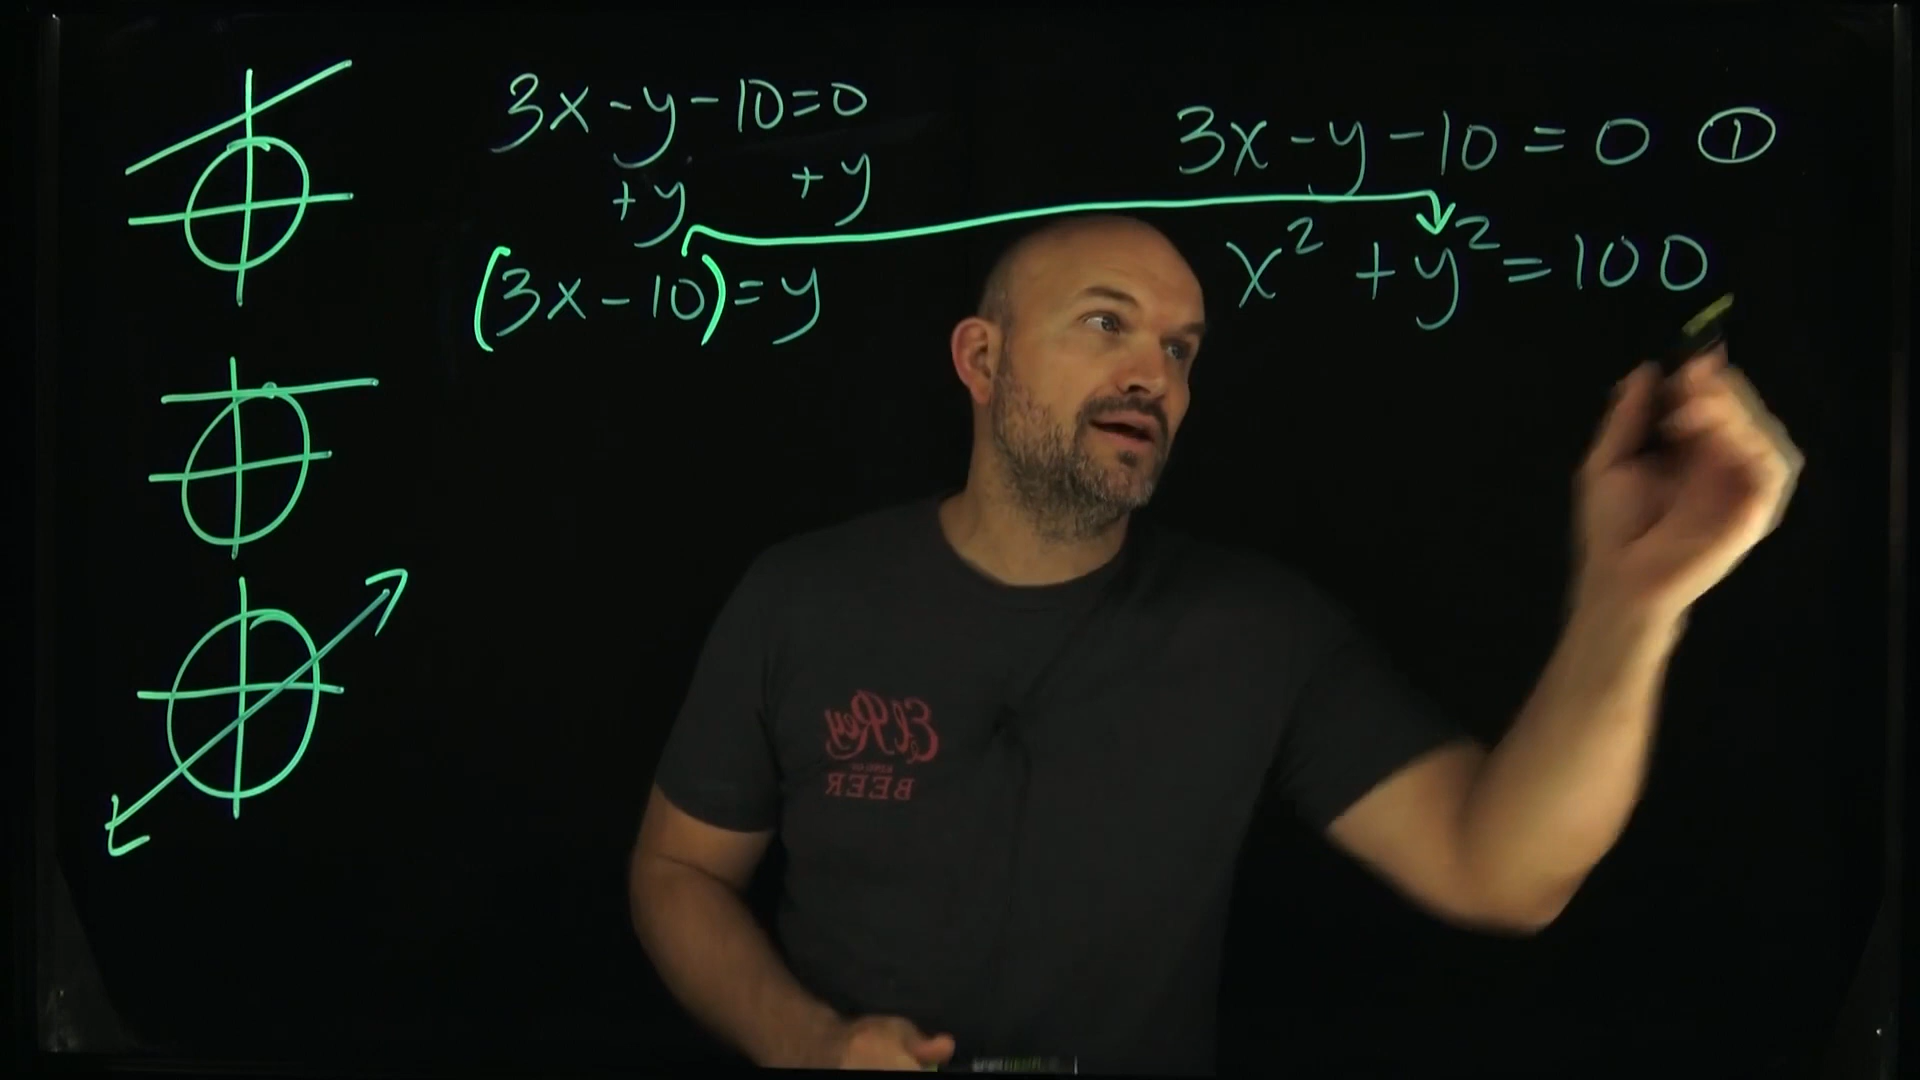 3x-y-10=0
+y +y
(3x-10)=y
3x-y-10=0 ①
x²+y²=100
El Rey
BEER